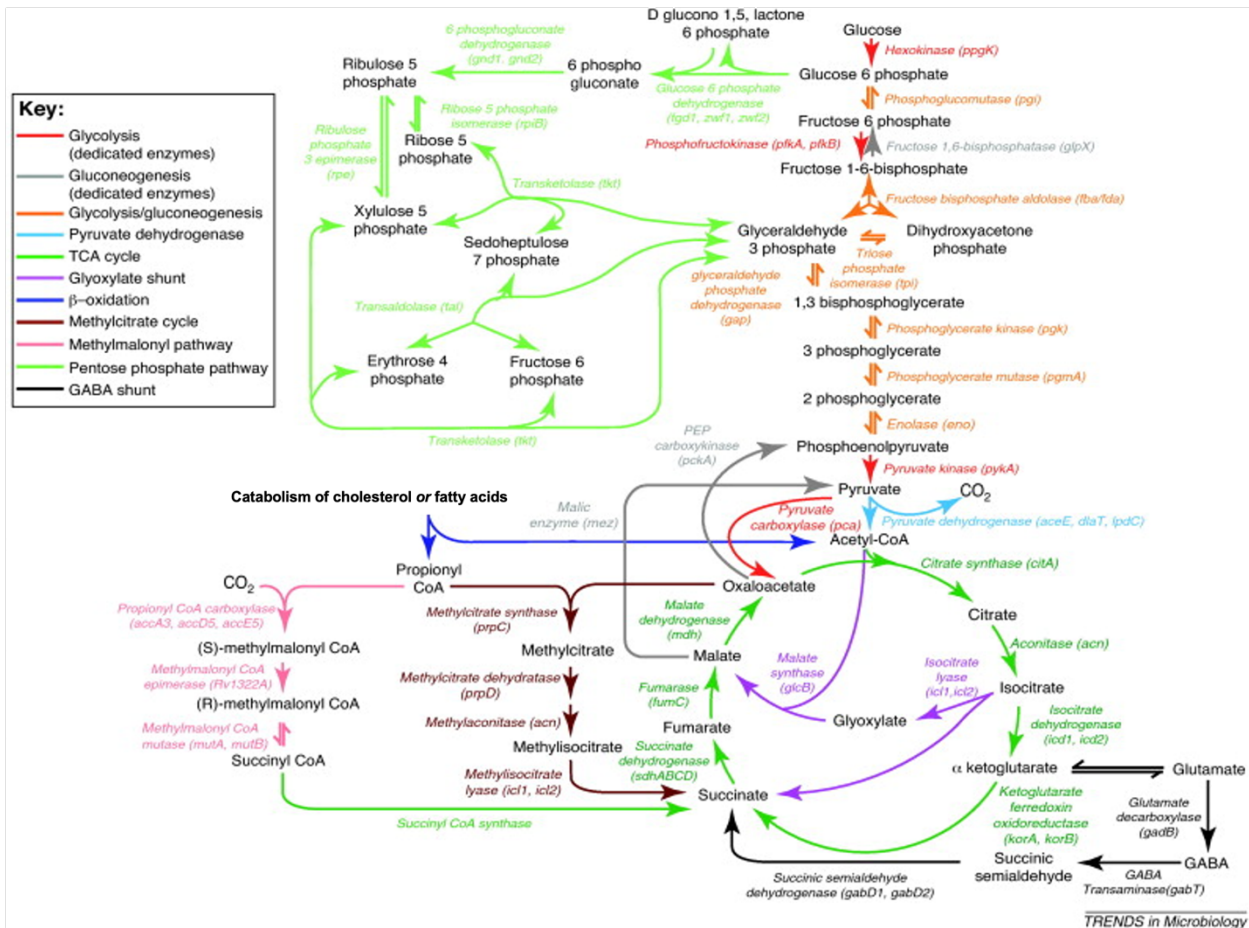 D glucono 1,5, lactone
6 phosphate
Glucose
Hexokinase (ppgK)
6 phosphogluconate
dehydrogenase
(gnd1. gnd2)
Ribulose 5
phosphate
6 phospho
gluconate
Glucose 6 phosphate
Glucose 6 phosphate
dehydrogenase
(fgd1, zwf1, zwf2)
Phosphoglucomutase (pgi)
Fructose 6 phosphate
Key:
Glycolysis
(dedicated enzymes)
Gluconeogenesis
(dedicated enzymes)
Glycolysis/gluconeogenesis
Pyruvate dehydrogenase
TCA cycle
Glyoxylate shunt
β–oxidation
Methylcitrate cycle
Methylmalonyl pathway
Pentose phosphate pathway
GABA shunt
Ribulose
phosphate
3 epimerase
(rpe)
Ribose 5 phosphate
isomerase (rpiB)
Ribose 5
phosphate
Phosphofructokinase (pfkA, pfkB)
Fructose 1,6-bisphosphatase (glpX)
Fructose 1-6-bisphosphate
Transketolase (tkt)
Fructose bisphosphate aldolase (fba/fda)
Xylulose 5
phosphate
Sedoheptulose
7 phosphate
Glyceraldehyde
3 phosphate
Dihydroxyacetone
phosphate
Triose
phosphate
isomerase (tpi)
glyceraldehyde
phosphate
dehydrogenase
(gap)
Transaldolase (tal)
1,3 bisphosphoglycerate
Phosphoglycerate kinase (pgk)
3 phosphoglycerate
Erythrose 4
phosphate
Fructose 6
phosphate
Phosphoglycerate mutase (pgmA)
2 phosphoglycerate
Enolase (eno)
Transketolase (tkt)
PEP
carboxykinase
(pckA)
Phosphoenolpyruvate
Pyruvate kinase (pykA)
Pyruvate
CO2
Catabolism of cholesterol or fatty acids
Malic
enzyme (mez)
Pyruvate
carboxylase (pca)
Pyruvate dehydrogenase (aceE, dlaT, lpdC)
Acetyl-CoA
Citrate synthase (citA)
CO2
Propionyl
CoA
Oxaloacetate
Propionyl CoA carboxylase
(accA3, accD5, accE5)
Methylcitrate synthase
(prpC)
Malate
dehydrogenase
(mdh)
Citrate
Aconitase (acn)
(S)-methylmalonyl CoA
Methylcitrate
Malate
Malate
synthase
(glcB)
Isocitrate
lyase
(icl1,icl2)
Isocitrate
Methylmalonyl CoA
epimerase (Rv1322A)
Methylcitrate dehydratase
(prpD)
Fumarase
(fumC)
(R)-methylmalonyl CoA
Methylaconitase (acn)
Fumarate
Glyoxylate
Isocitrate
dehydrogenase
(icd1, icd2)
Methylmalonyl CoA
mutase (mutA, mutB)
Methylisocitrate
Succinate
dehydrogenase
(sdhABCD)
Succinyl CoA
Methylisocitrate
lyase (icl1, icl2)
Succinate
α ketoglutarate
Glutamate
Succinyl CoA synthase
Ketoglutarate
ferredoxin
oxidoreductase
(korA, korB)
Glutamate
decarboxylase
(gadB)
Succinic
semialdehyde
GABA
GABA
Transaminase(gabT)
Succinic semialdehyde
dehydrogenase (gabD1, gabD2)
TRENDS in Microbiology